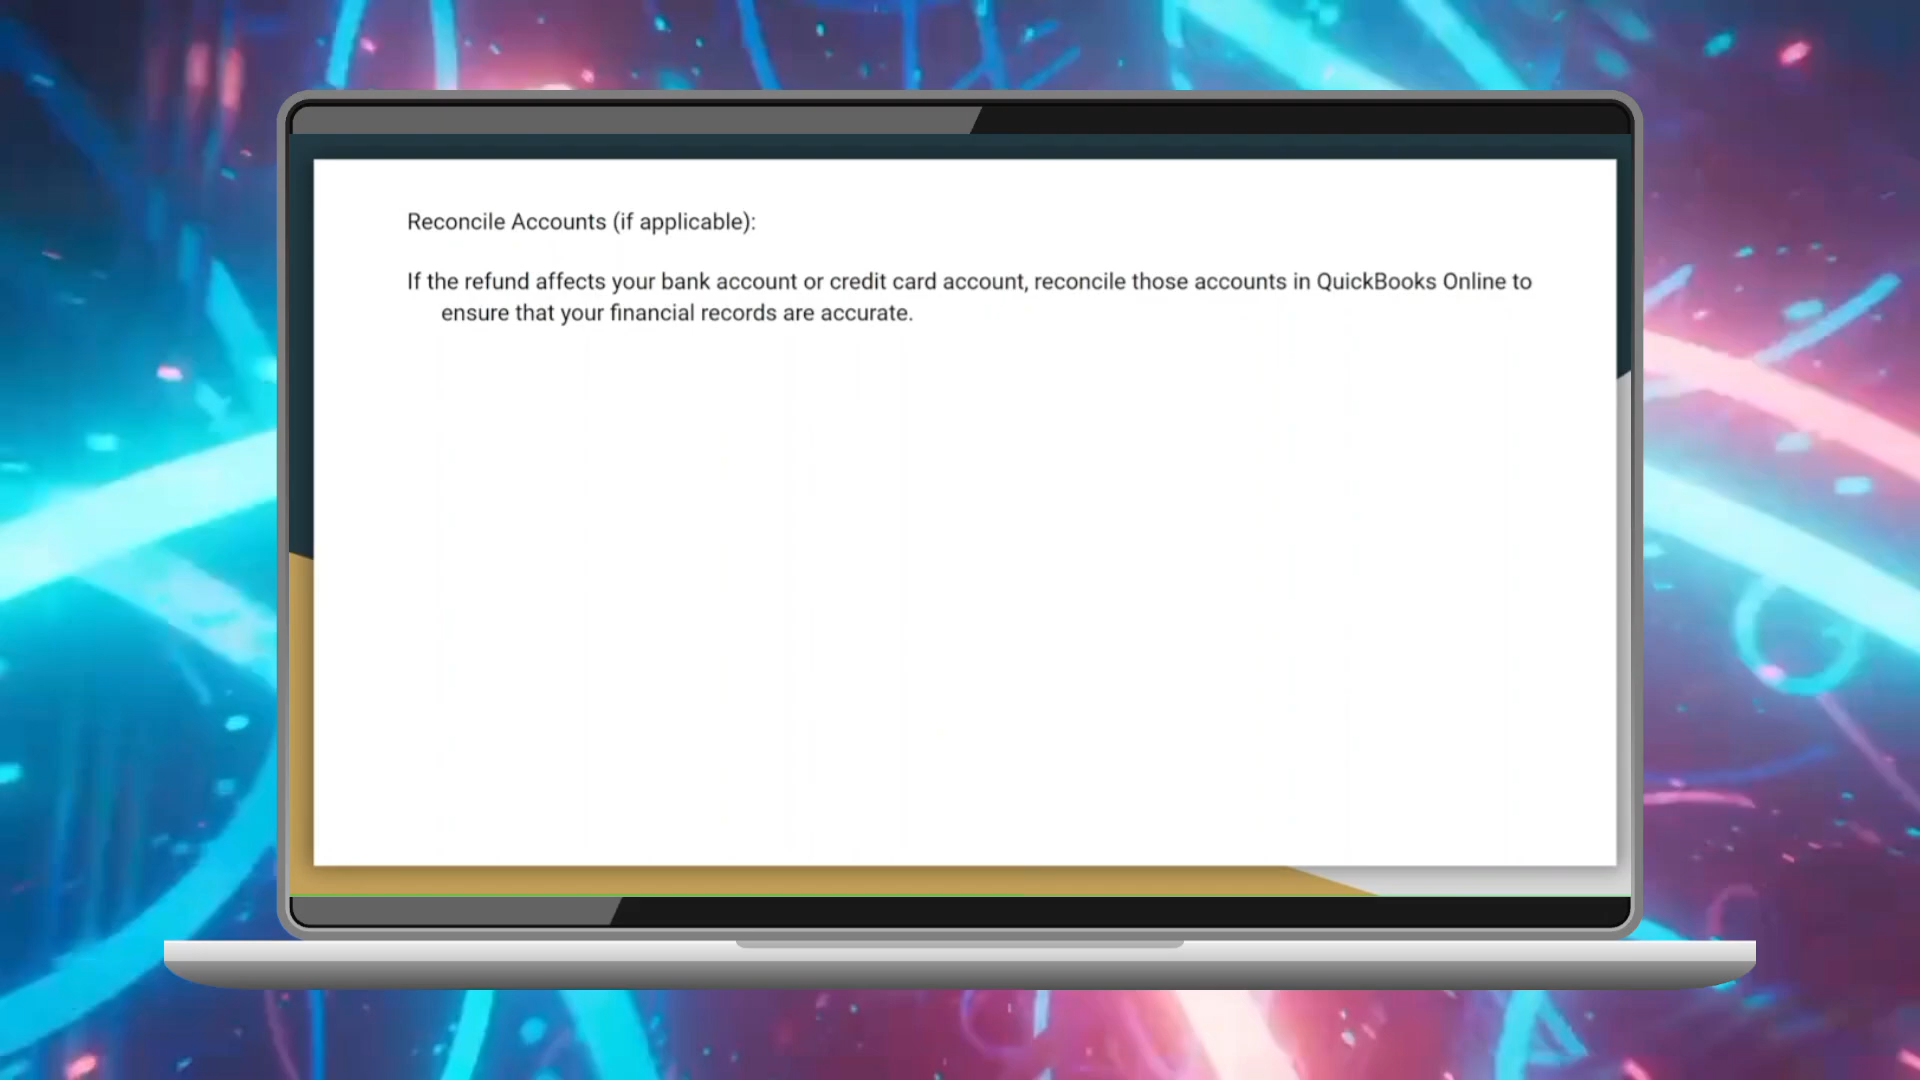 Reconcile Accounts (if applicable):
If the refund affects your bank account or credit card account, reconcile those accounts in QuickBooks Online to
ensure that your financial records are accurate.